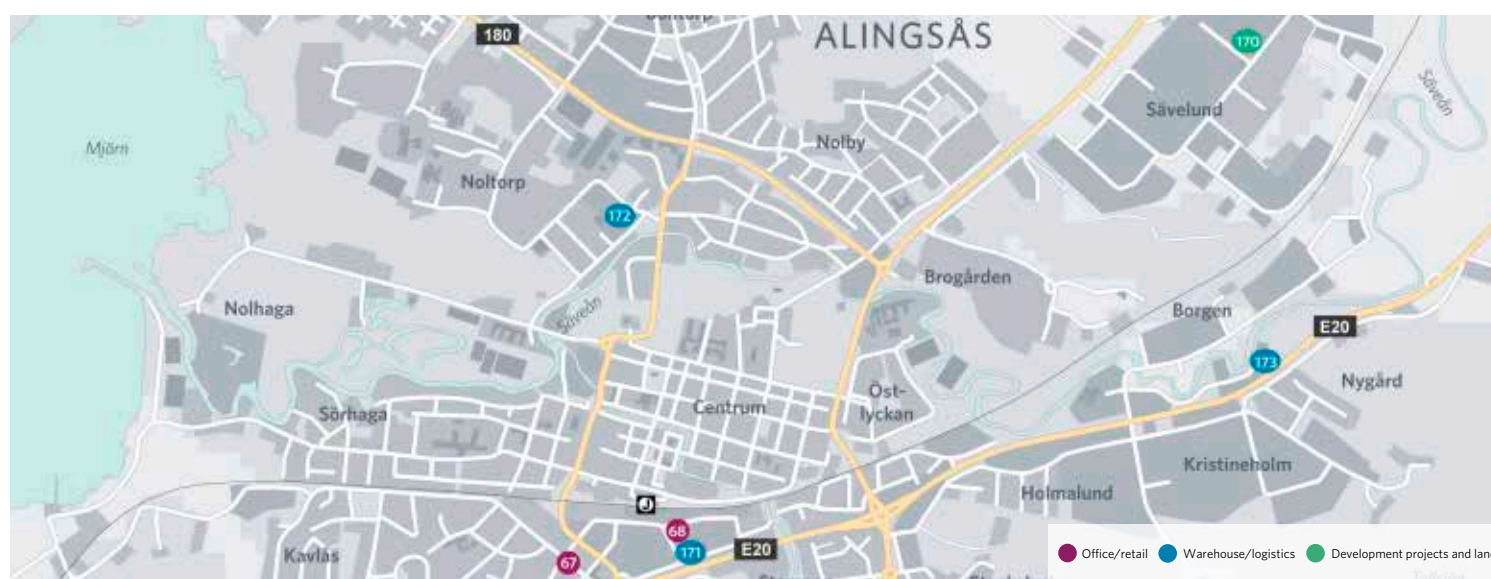 180
ALINGSÅS
170
Säveån
Sävelund
Mjörn
Nolby
Noltorp
172
Brogården
Nolhaga
Säveån
Borgen
E20
173
Nygård
Öst-
lyckan
Centrum
Sörhaga
Kristineholm
Holmalund
68
171
E20
67
Kavlås
Office/retail
Warehouse/logistics
Development projects and lan